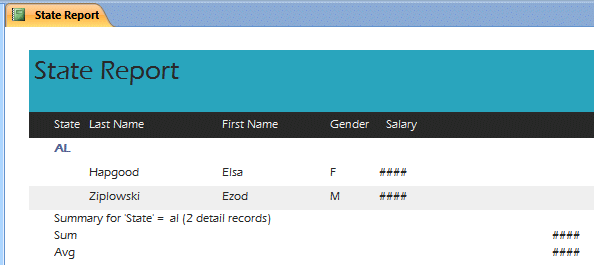 State Report
State Report
State Last Name First Name Gender Salary
AL
Hapgood Elsa F ####
Ziplowski Ezod M ####
Summary for 'State' = al (2 detail records)
Sum ####
Avg ####